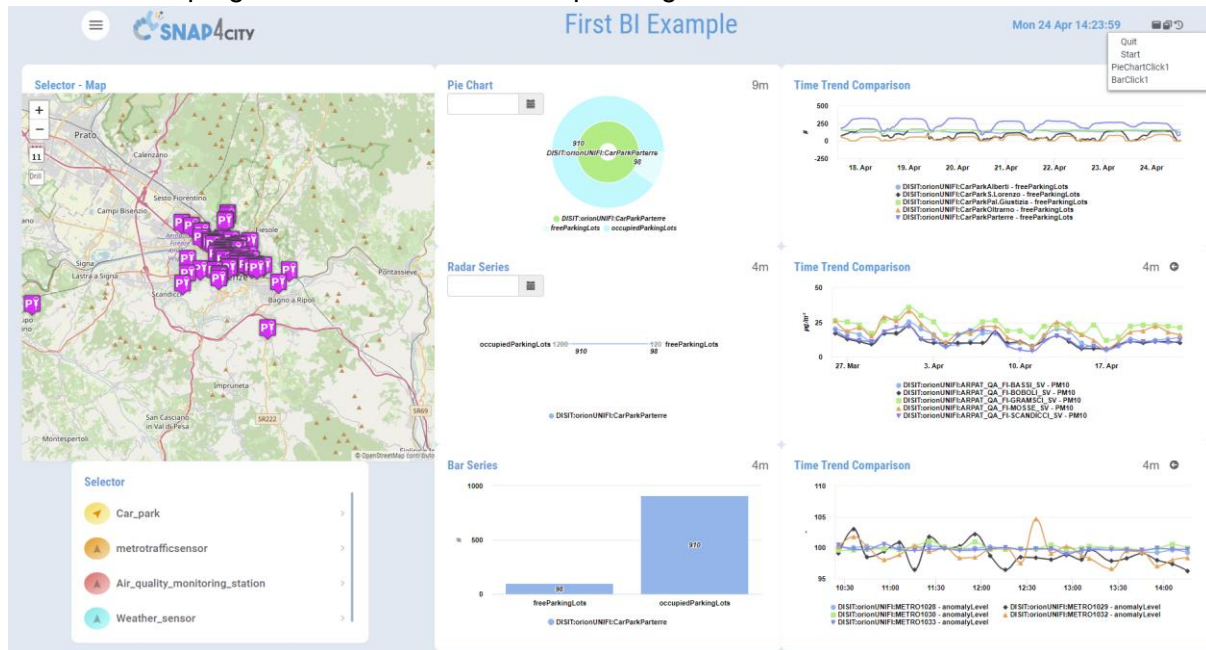 SNAP4CITY
First BI Example
Mon 24 Apr 14:23:59
Quit
Start
PieChartClick1
BarClick1
Selector - Map
+
−
11
Drill
Prato
Calenzano
Campi Bisenzio
Sesto Fiorentino
Fiesole
Signa
Lastra a Signa
Scandicci
Bagno a Ripoli
Pontassieve
Impruneta
San Casciano
in Val di Pesa
SR222
SR69
Montespertoli
© OpenStreetMap contributo
Selector
Car_park
metrotrafficsensor
Air_quality_monitoring_station
Weather_sensor
Pie Chart 9m
910
DISIT:orionUNIFI:CarParkParterre
98
DISIT:orionUNIFI:CarParkParterre
freeParkingLots occupiedParkingLots
Radar Series 4m
occupiedParkingLots 1200 120 freeParkingLots
910 98
DISIT:orionUNIFI:CarParkParterre
Bar Series 4m
1000
500
0
98
910
freeParkingLots occupiedParkingLots
DISIT:orionUNIFI:CarParkParterre
Time Trend Comparison
500
250
0
-250
#
18. Apr 19. Apr 20. Apr 21. Apr 22. Apr 23. Apr 24. Apr
DISIT:orionUNIFI:CarParkAlberti - freeParkingLots
DISIT:orionUNIFI:CarParkS.Lorenzo - freeParkingLots
DISIT:orionUNIFI:CarParkPal.Giustizia - freeParkingLots
DISIT:orionUNIFI:CarParkOltrarno - freeParkingLots
DISIT:orionUNIFI:CarParkParterre - freeParkingLots
Time Trend Comparison 4m
50
25
0
µg/m³
27. Mar 3. Apr 10. Apr 17. Apr
DISIT:orionUNIFI:ARPAT_QA_FI-BASSI_SV - PM10
DISIT:orionUNIFI:ARPAT_QA_FI-BOBOLI_SV - PM10
DISIT:orionUNIFI:ARPAT_QA_FI-GRAMSCI_SV - PM10
DISIT:orionUNIFI:ARPAT_QA_FI-MOSSE_SV - PM10
DISIT:orionUNIFI:ARPAT_QA_FI-SCANDICCI_SV - PM10
Time Trend Comparison 4m
110
105
100
95
10:30 11:00 11:30 12:00 12:30 13:00 13:30 14:00
DISIT:orionUNIFI:METRO1028 - anomalyLevel DISIT:orionUNIFI:METRO1029 - anomalyLevel
DISIT:orionUNIFI:METRO1030 - anomalyLevel DISIT:orionUNIFI:METRO1032 - anomalyLevel
DISIT:orionUNIFI:METRO1033 - anomalyLevel